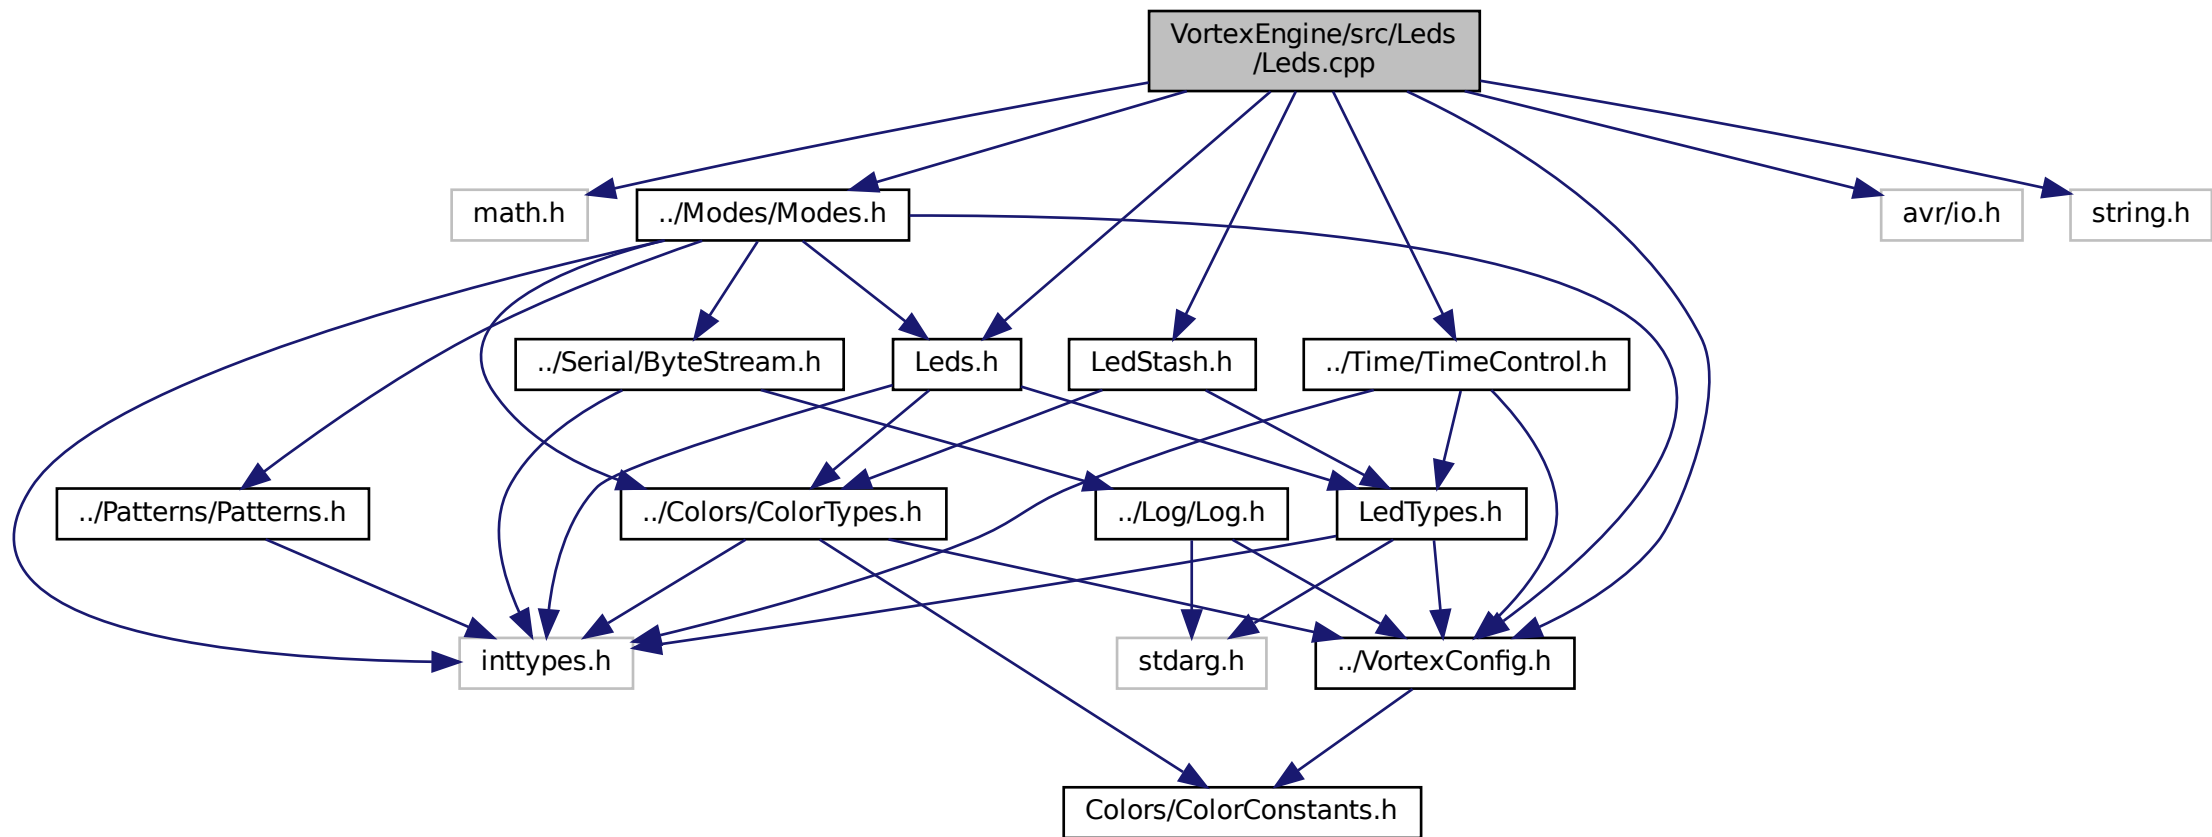 VortexEngine/src/Leds
/Leds.cpp
math.h
../Modes/Modes.h
avr/io.h
string.h
../Serial/ByteStream.h
Leds.h
LedStash.h
../Time/TimeControl.h
../Patterns/Patterns.h
../Colors/ColorTypes.h
../Log/Log.h
LedTypes.h
inttypes.h
stdarg.h
../VortexConfig.h
Colors/ColorConstants.h